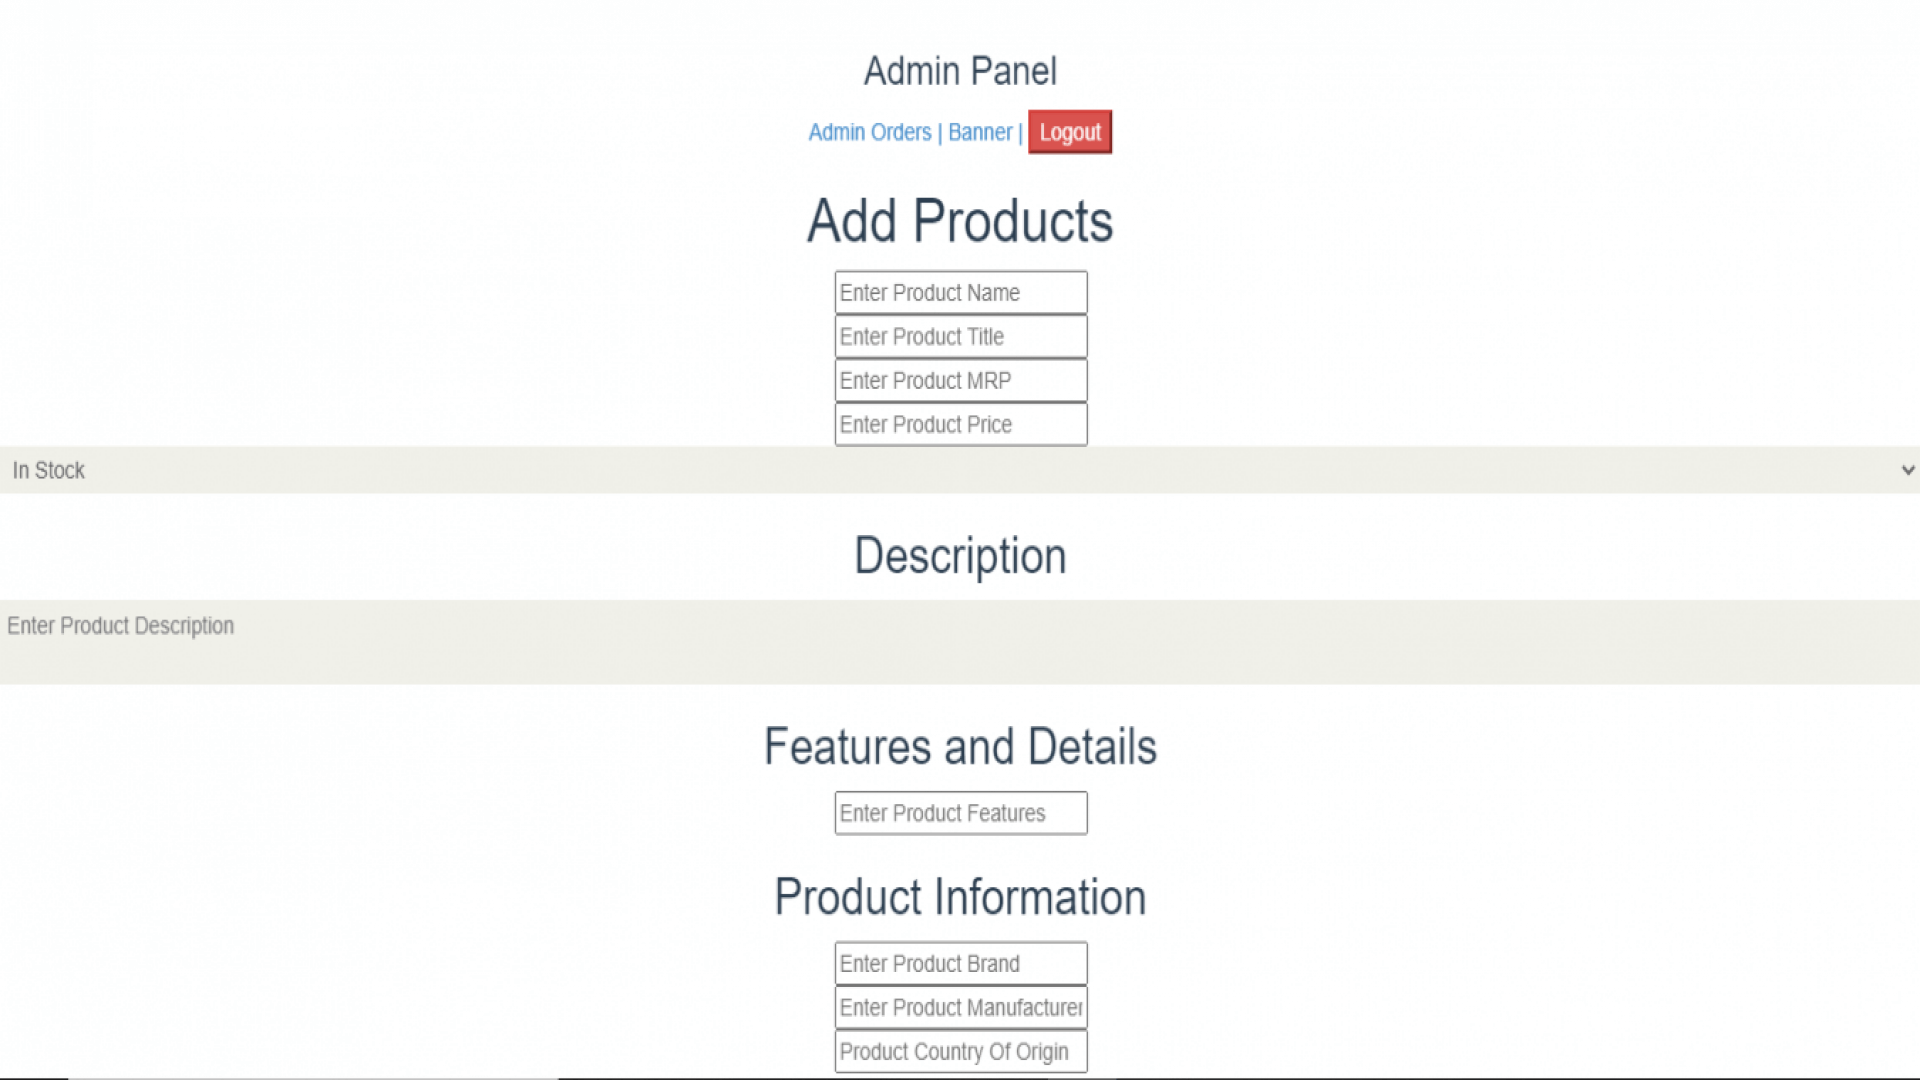 Admin Panel
Admin Orders | Banner | Logout
Add Products
Enter Product Name
Enter Product Title
Enter Product MRP
Enter Product Price
In Stock
Description
Enter Product Description
Features and Details
Enter Product Features
Product Information
Enter Product Brand
Enter Product Manufacturer
Product Country Of Origin